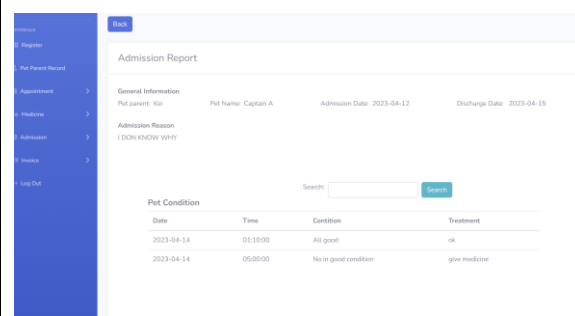 Back
Register
Pet Parent Record
Appointment
Medicine
Admission
Invoice
Log Out
Admission Report
General Information
Pet parent: Kei Pet Name: Captain A Admission Date: 2023-04-12 Discharge Date: 2023-04-15
Admission Reason
I DON KNOW WHY
Search: Search
Pet Condition
Date Time Contition Treatment
2023-04-14 01:10:00 All good ok
2023-04-14 05:00:00 No in good condition give medicine